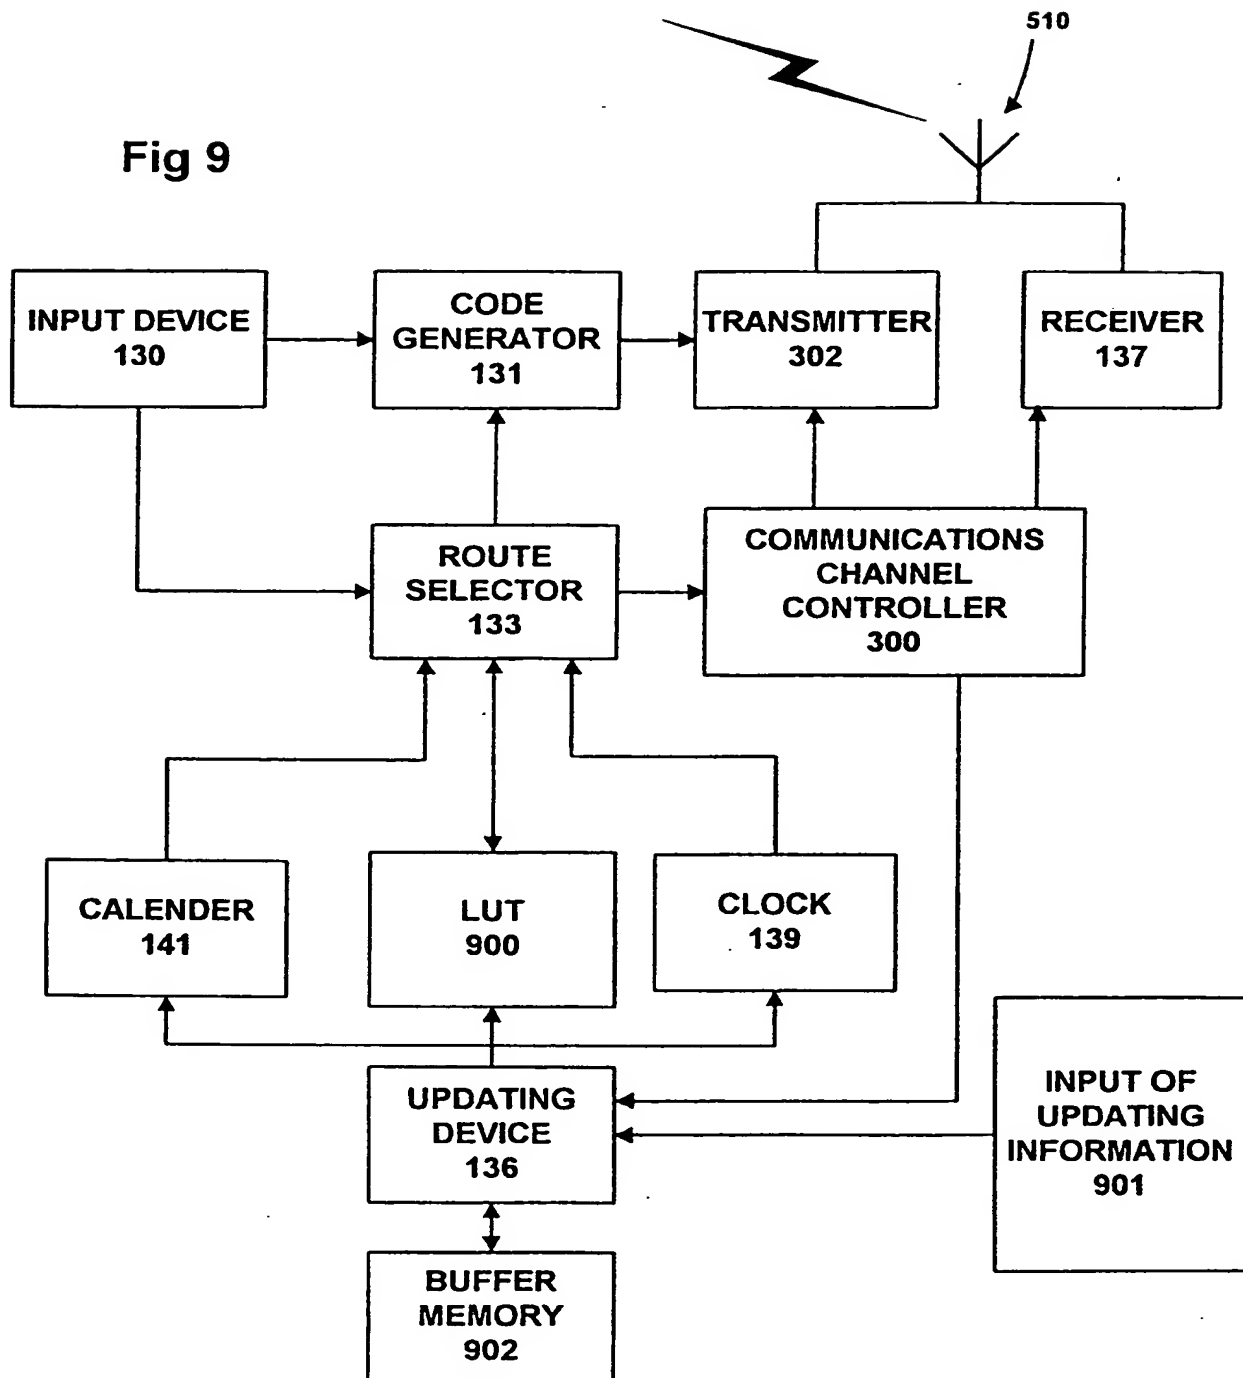 510
Fig 9
INPUT DEVICE
130
CODE
GENERATOR
131
TRANSMITTER
302
RECEIVER
137
ROUTE
SELECTOR
133
COMMUNICATIONS
CHANNEL
CONTROLLER
300
CALENDER
141
LUT
900
CLOCK
139
UPDATING
DEVICE
136
INPUT OF
UPDATING
INFORMATION
901
BUFFER
MEMORY
902